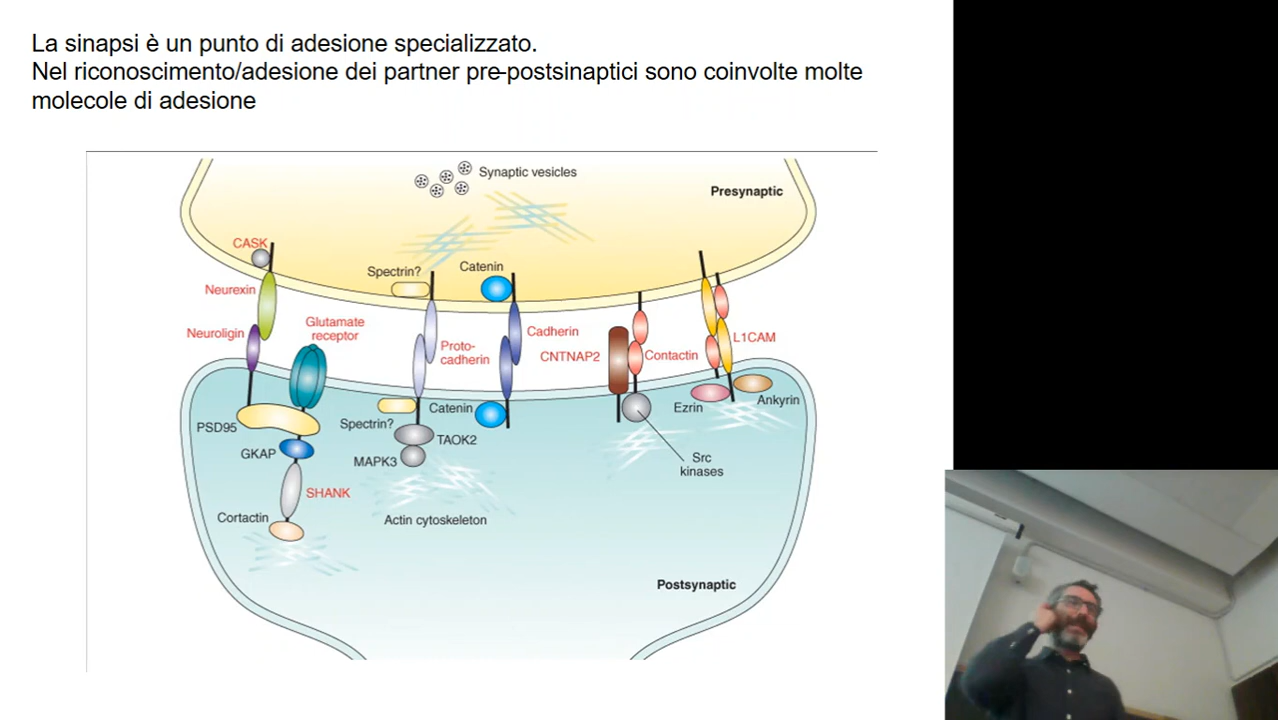 La sinapsi è un punto di adesione specializzato.
Nel riconoscimento/adesione dei partner pre-postsinaptici sono coinvolte molte
molecole di adesione
Synaptic vesicles
Presynaptic
CASK
Spectrin?
Catenin
Neurexin
Neuroligin
Glutamate
receptor
Proto-
cadherin
Cadherin
CNTNAP2
Contactin
L1CAM
PSD95
Spectrin?
Catenin
Ezrin
Ankyrin
GKAP
TAOK2
MAPK3
Src
kinases
SHANK
Cortactin
Actin cytoskeleton
Postsynaptic